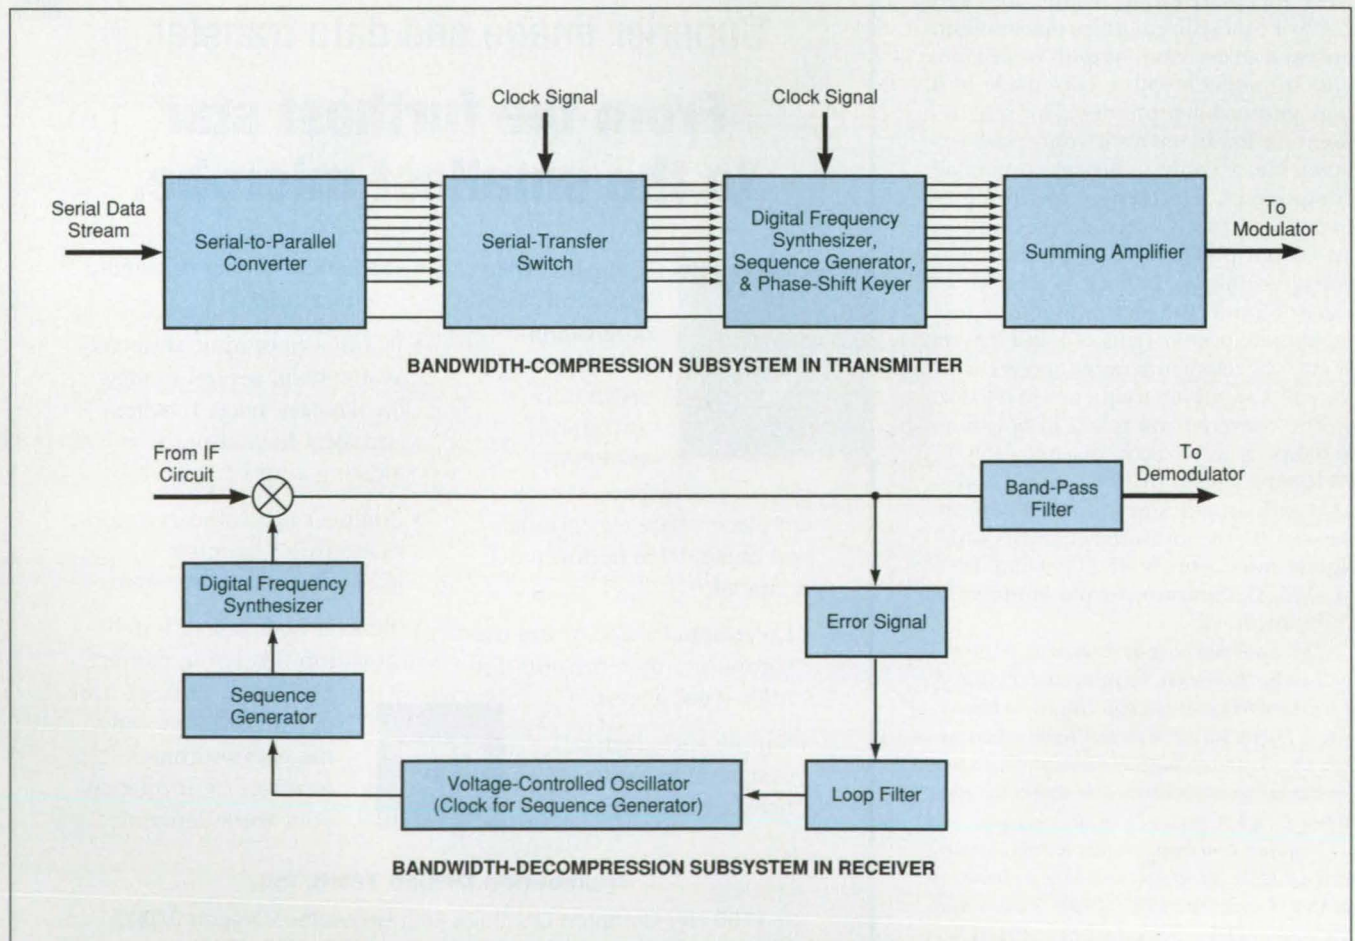 Clock Signal
Clock Signal
Serial Data
Stream
Serial-to-Parallel
Converter
Serial-Transfer
Switch
Digital Frequency
Synthesizer,
Sequence Generator,
& Phase-Shift Keyer
Summing Amplifier
To
Modulator
BANDWIDTH-COMPRESSION SUBSYSTEM IN TRANSMITTER
From IF
Circuit
Band-Pass
Filter
To
Demodulator
Digital Frequency
Synthesizer
Error Signal
Sequence
Generator
Voltage-Controlled Oscillator
(Clock for Sequence Generator)
Loop Filter
BANDWIDTH-DECOMPRESSION SUBSYSTEM IN RECEIVER